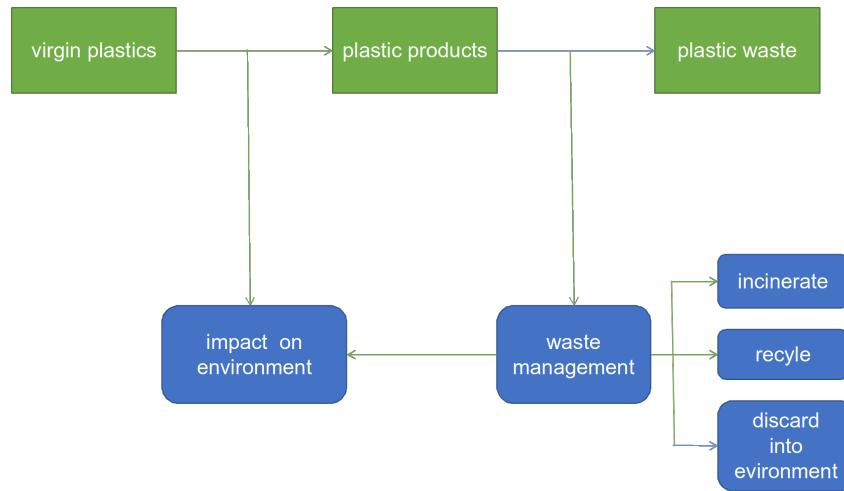 virgin plastics
plastic products
plastic waste
incinerate
impact on
environment
waste
management
recyle
discard
into
evironment